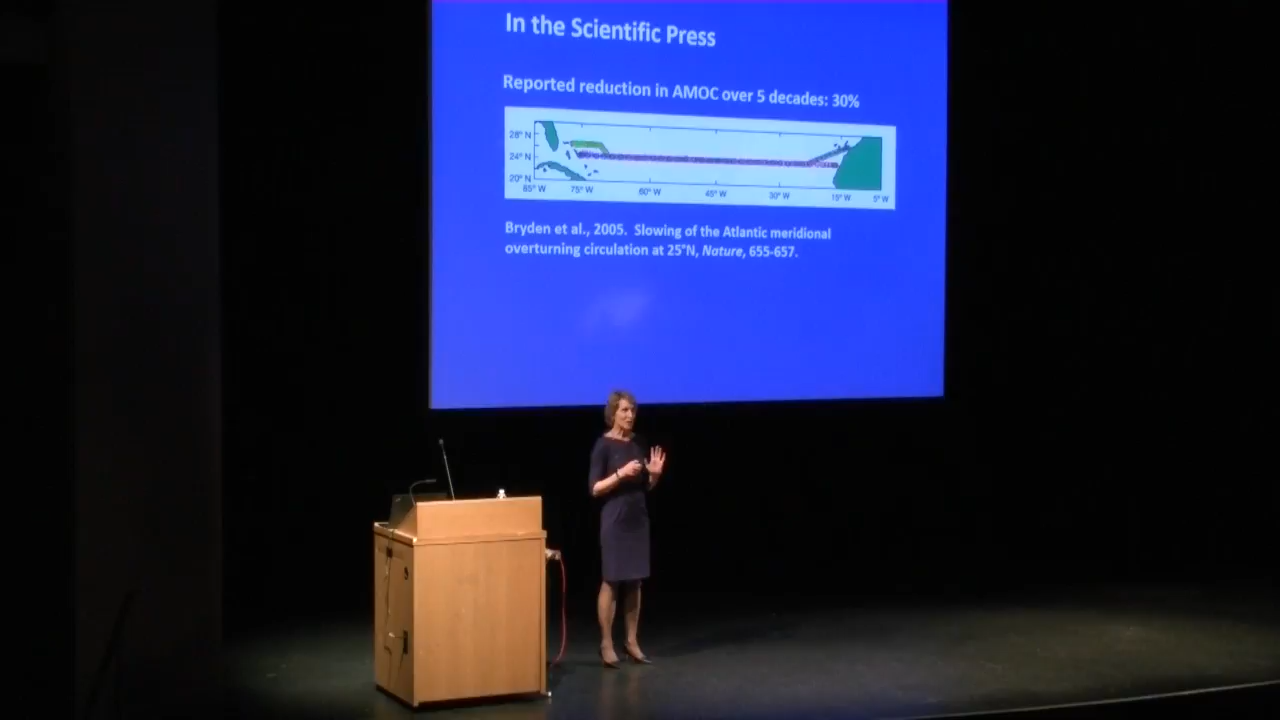 In the Scientific Press
Reported reduction in AMOC over 5 decades: 30%
28° N
24° N
20° N
85° W 75° W 60° W 45° W 30° W 15° W 5° W
Bryden et al., 2005. Slowing of the Atlantic meridional
overturning circulation at 25°N, Nature, 655-657.